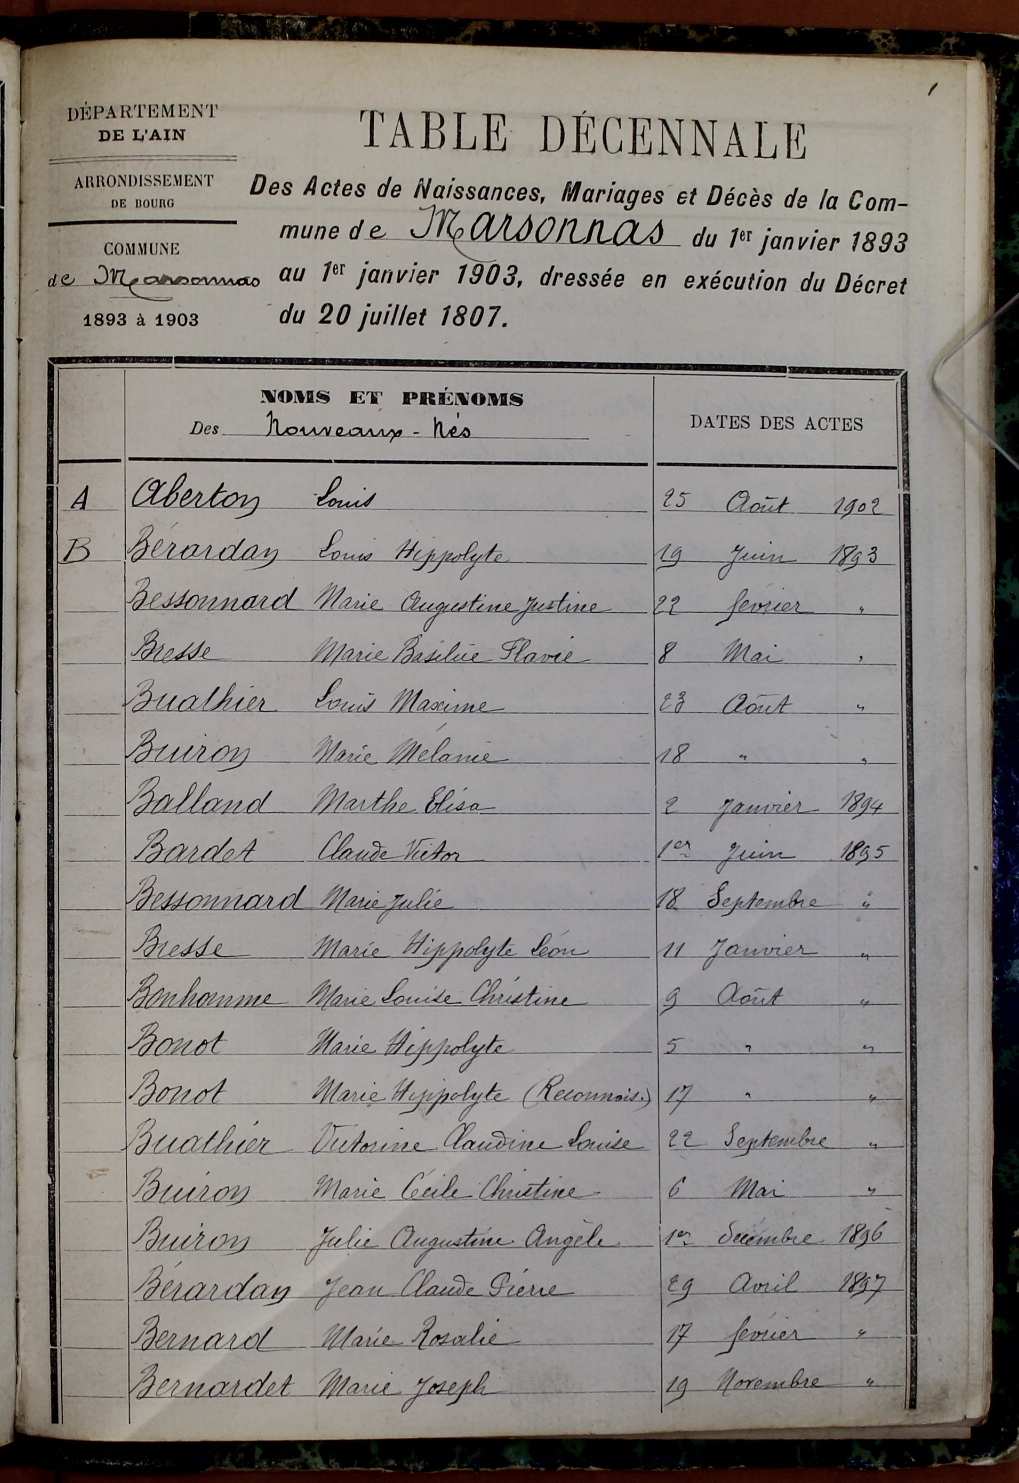 1
DÉPARTEMENT
DE L'AIN
ARRONDISSEMENT
DE BOURG
COMMUNE
de Marsonnas
1893 à 1903
TABLE DÉCENNALE
Des Actes de Naissances, Mariages et Décès de la Com-
mune de Marsonnas du 1er janvier 1893
au 1er janvier 1903, dressée en exécution du Décret
du 20 juillet 1807.
NOMS ET PRÉNOMS
Des Nouveaux-Nés
DATES DES ACTES
A Aberton Louis 25 Août 1902
B Bérardan Louis Hippolyte 19 Juin 1893
Bessonnard Marie Augustine Justine 22 février "
Bresse Marie Basilie Flavie 8 Mai "
Buathier Louis Maxime 23 Août "
Buiron Marie Mélanie 18 " "
Balland Marthe Elisa 2 Janvier 1894
Bardet Claude Victor 1er Juin 1895
Bessonnard Marie Julie 18 Septembre "
Bresse Marie Hippolyte Léon 11 Janvier "
Bonhomme Marie Louise Christine 9 Août "
Bonot Marie Hippolyte 5 " "
Bonot Marie Hippolyte (Reconnais.) 17 " "
Buathier Victorine Claudine Louise 22 Septembre "
Buiron Marie Cécile Christine 6 Mai "
Buiron Julie Augustine Angèle 1er Décembre 1896
Bérardan Jean Claude Pierre 29 Avril 1897
Bernard Marie Rosalie 17 février "
Bernardet Marie Joseph 19 Novembre "